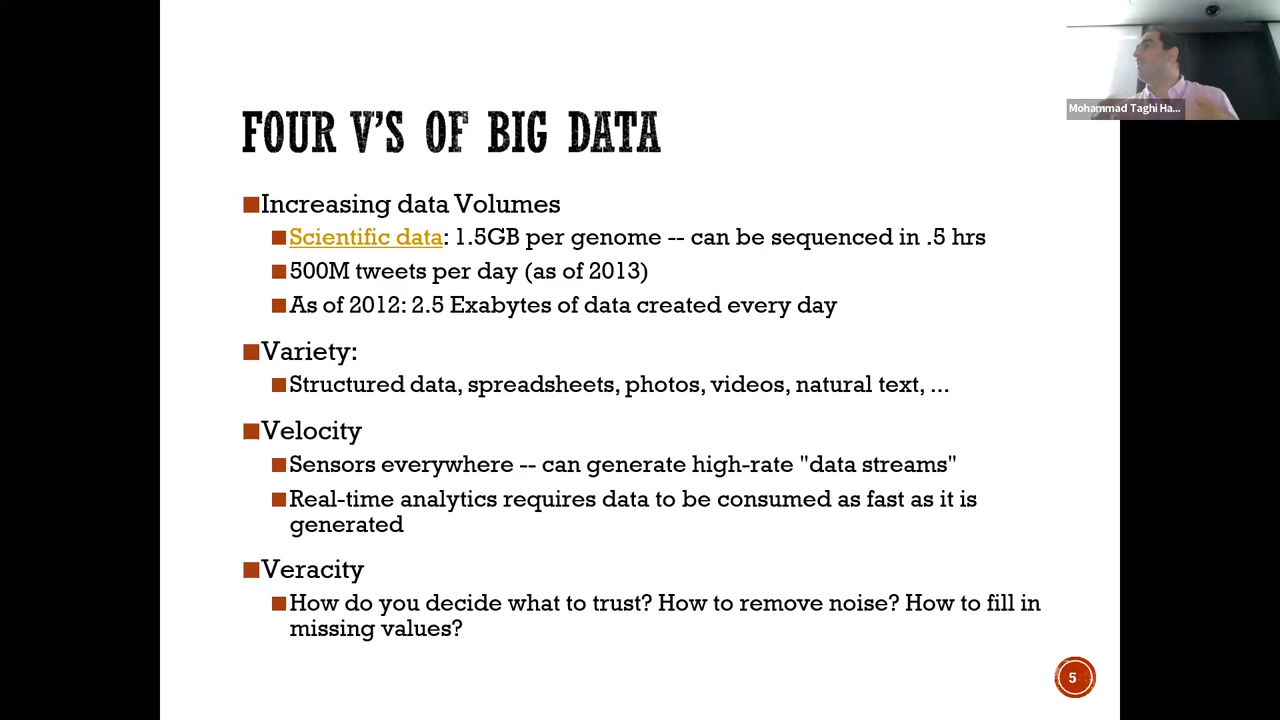 FOUR V'S OF BIG DATA
Increasing data Volumes
Scientific data: 1.5GB per genome -- can be sequenced in .5 hrs
500M tweets per day (as of 2013)
As of 2012: 2.5 Exabytes of data created every day
Variety:
Structured data, spreadsheets, photos, videos, natural text, ...
Velocity
Sensors everywhere -- can generate high-rate "data streams"
Real-time analytics requires data to be consumed as fast as it is
generated
Veracity
How do you decide what to trust? How to remove noise? How to fill in
missing values?
5
Mohammad Taghi Ha...